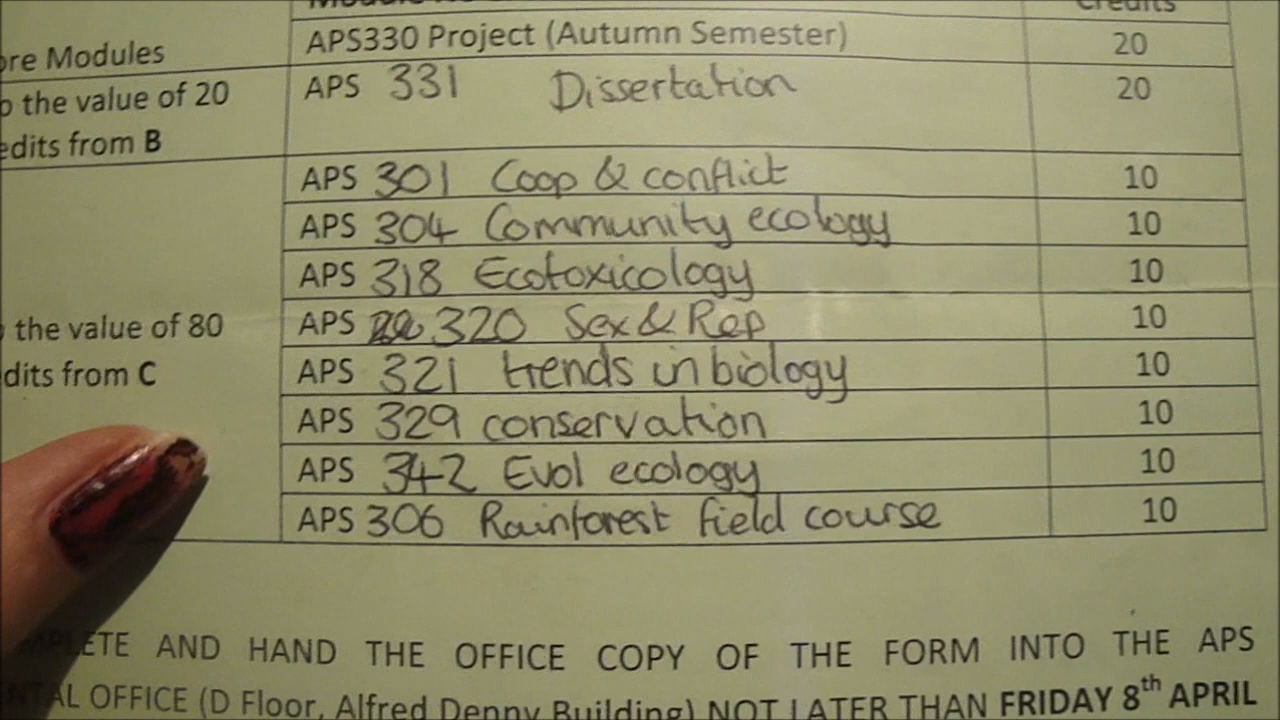 Credits
APS330 Project (Autumn Semester) 20
ore Modules
APS 331 Dissertation 20
o the value of 20
edits from B
APS 301 Coop & conflict 10
APS 304 Community ecology 10
APS 318 Ecotoxicology 10
APS 320 Sex & Rep 10
the value of 80
APS 321 trends in biology 10
dits from C
APS 329 conservation 10
APS 342 Evol ecology 10
APS 306 Rainforest field course 10
MPLETE AND HAND THE OFFICE COPY OF THE FORM INTO THE APS
NTAL OFFICE (D Floor, Alfred Denny Building) NOT LATER THAN FRIDAY 8th APRIL